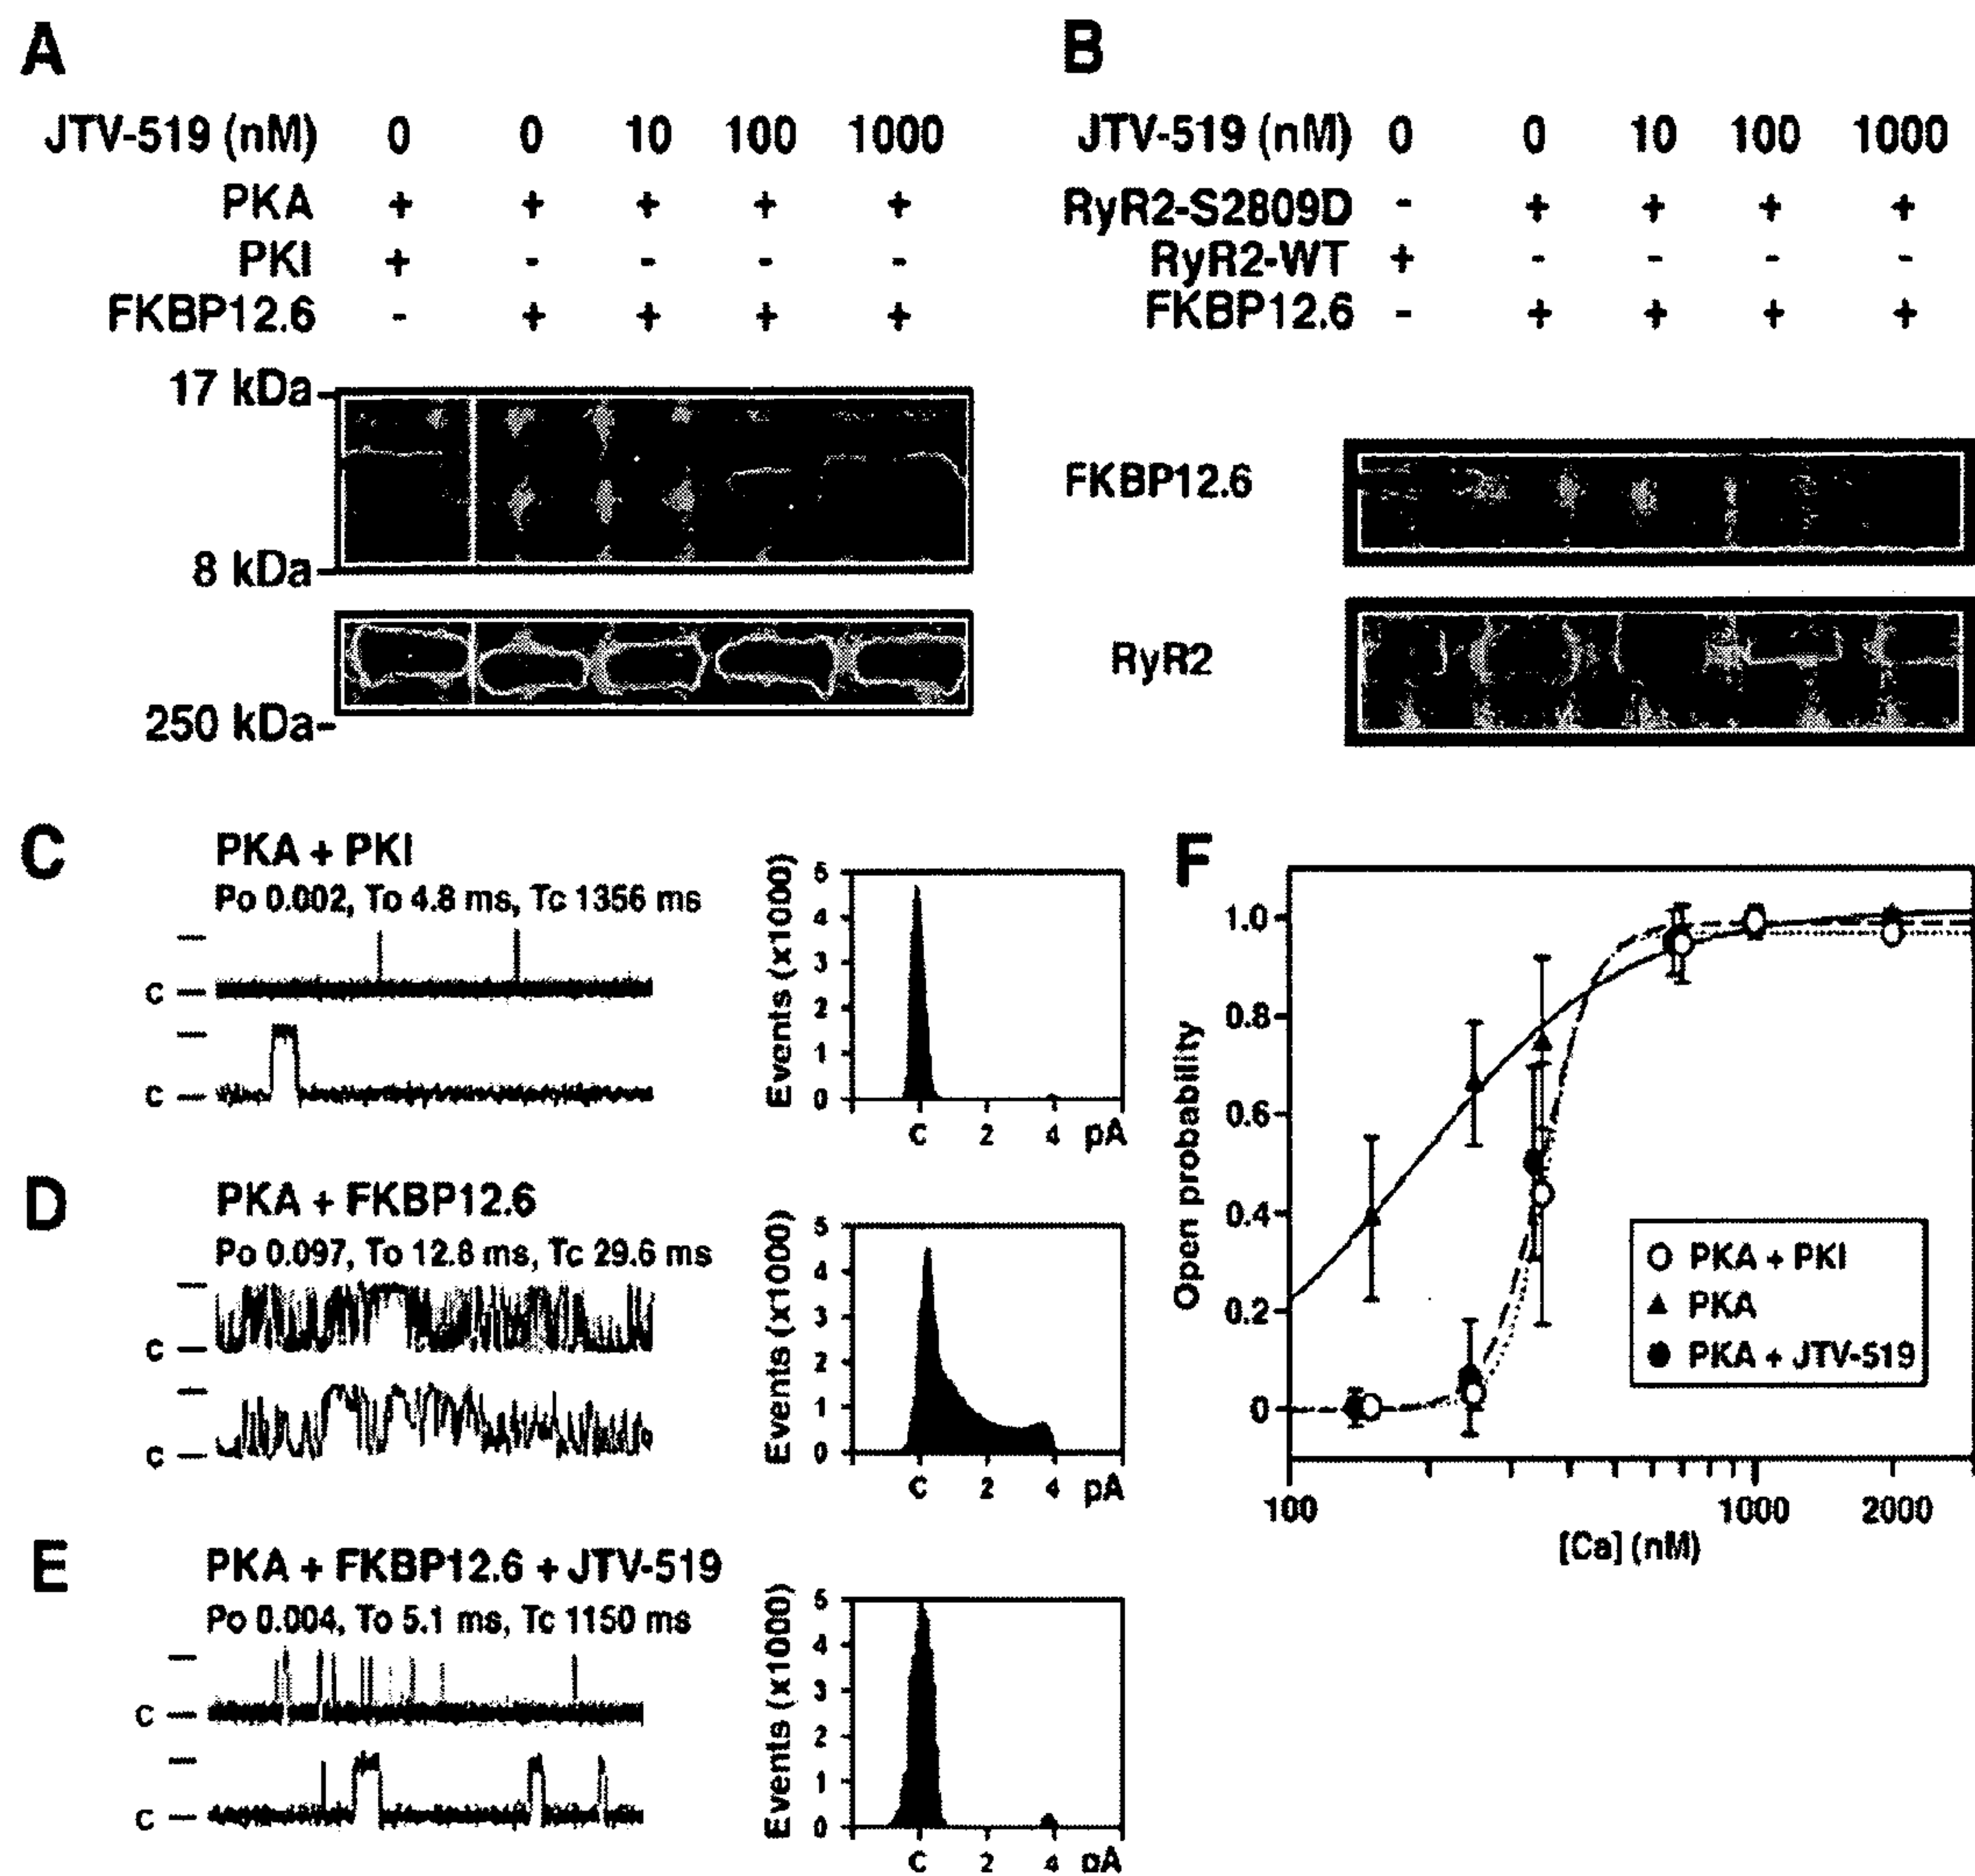 A
JTV-519 (nM) 0 0 10 100 1000
PKA + + + + +
PKI + - - - -
FKBP12.6 - + + + +
17 kDa
8 kDa
250 kDa
B
JTV-519 (nM) 0 0 10 100 1000
RyR2-S2809D - + + + +
RyR2-WT + - - - -
FKBP12.6 - + + + +
FKBP12.6
RyR2
C
PKA + PKI
Po 0.002, To 4.8 ms, Tc 1356 ms
c
c
Events (x1000)
5
4
3
2
1
0
C 2 4 pA
D
PKA + FKBP12.6
Po 0.097, To 12.8 ms, Tc 29.6 ms
c
c
Events (x1000)
5
4
3
2
1
0
C 2 4 pA
E
PKA + FKBP12.6 + JTV-519
Po 0.004, To 5.1 ms, Tc 1150 ms
c
c
Events (x1000)
5
4
3
2
1
0
C 2 4 pA
F
Open probability
1.0
0.8
0.6
0.4
0.2
0
PKA + PKI
PKA
PKA + JTV-519
100 1000 2000
[Ca] (nM)